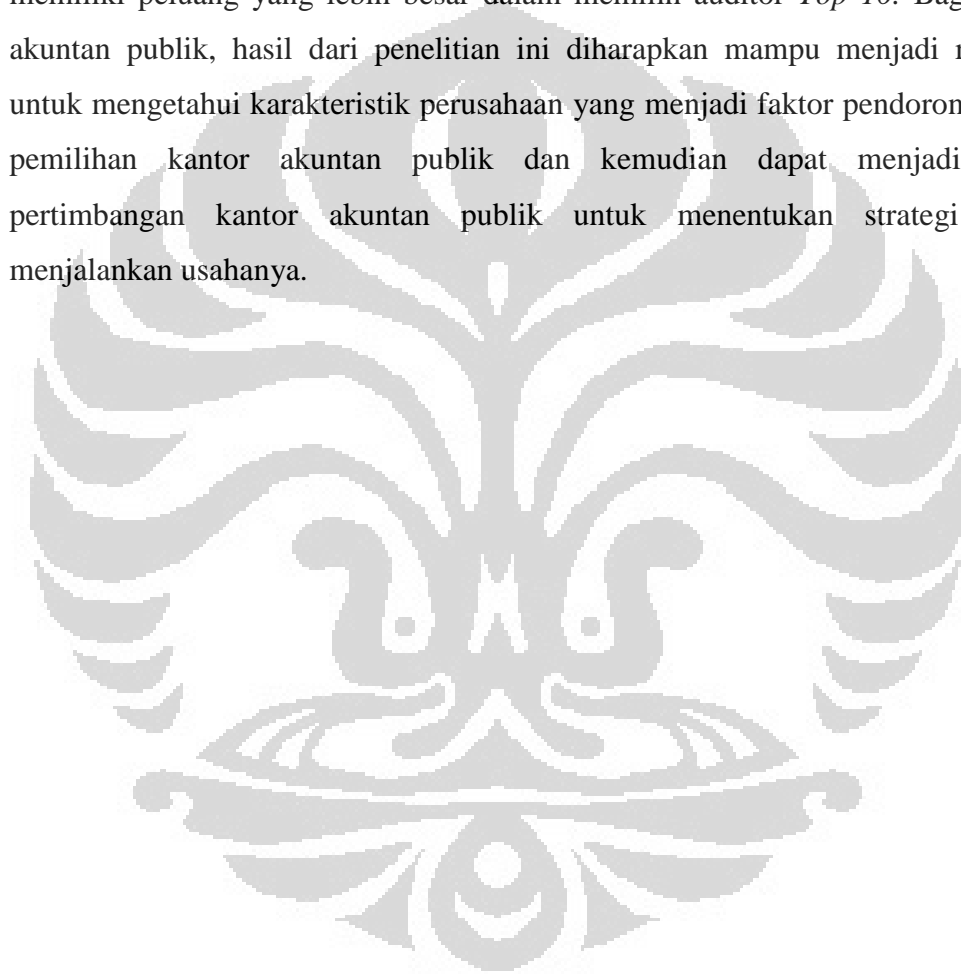 memiliki peluang yang lebih besar dalam memilih auditor Top 10. Bag
akuntan publik, hasil dari penelitian ini diharapkan mampu menjadi r
untuk mengetahui karakteristik perusahaan yang menjadi faktor pendoron
pemilihan kantor akuntan publik dan kemudian dapat menjadi
pertimbangan kantor akuntan publik untuk menentukan strategi
menjalankan usahanya.